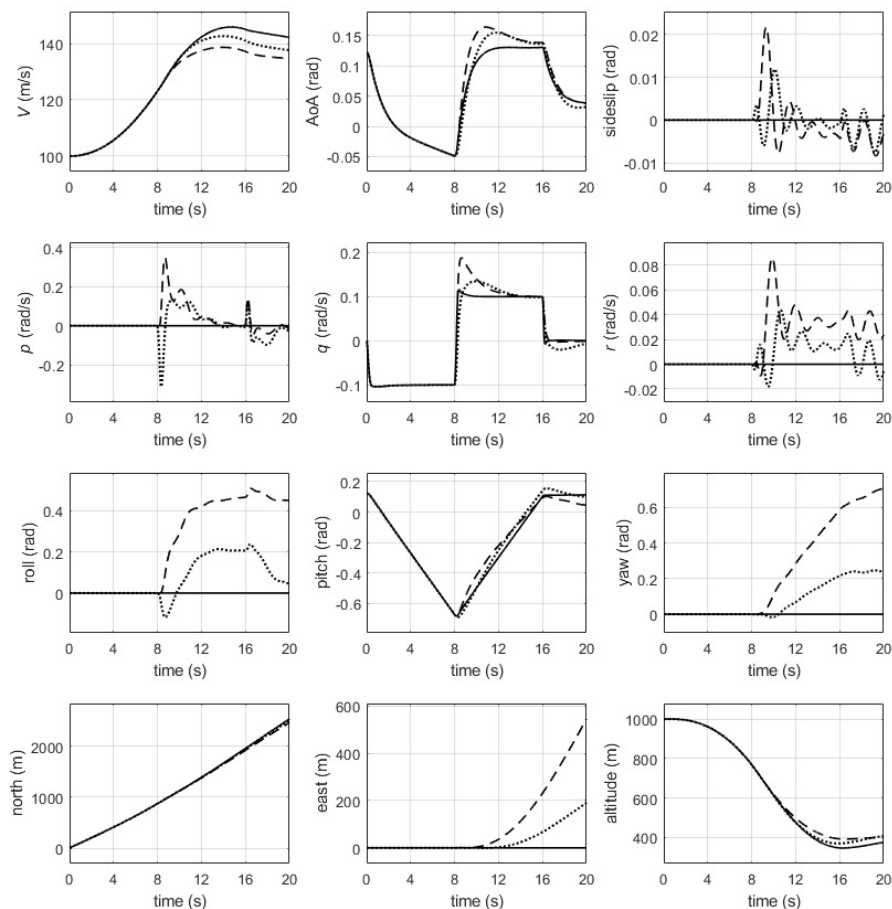 V (m/s)
140
120
100
0 4 8 12 16 20
time (s)
AoA (rad)
0.15
0.1
0.05
0
-0.05
0 4 8 12 16 20
time (s)
sideslip (rad)
0.02
0.01
0
-0.01
0 4 8 12 16 20
time (s)
p (rad/s)
0.4
0.2
0
-0.2
0 4 8 12 16 20
time (s)
q (rad/s)
0.2
0.1
0
-0.1
0 4 8 12 16 20
time (s)
r (rad/s)
0.08
0.06
0.04
0.02
0
-0.02
0 4 8 12 16 20
time (s)
roll (rad)
0.4
0.2
0
0 4 8 12 16 20
time (s)
pitch (rad)
0.2
0
-0.2
-0.4
-0.6
0 4 8 12 16 20
time (s)
yaw (rad)
0.6
0.4
0.2
0
0 4 8 12 16 20
time (s)
north (m)
2000
1000
0
0 4 8 12 16 20
time (s)
east (m)
600
400
200
0
0 4 8 12 16 20
time (s)
altitude (m)
1000
800
600
400
0 4 8 12 16 20
time (s)